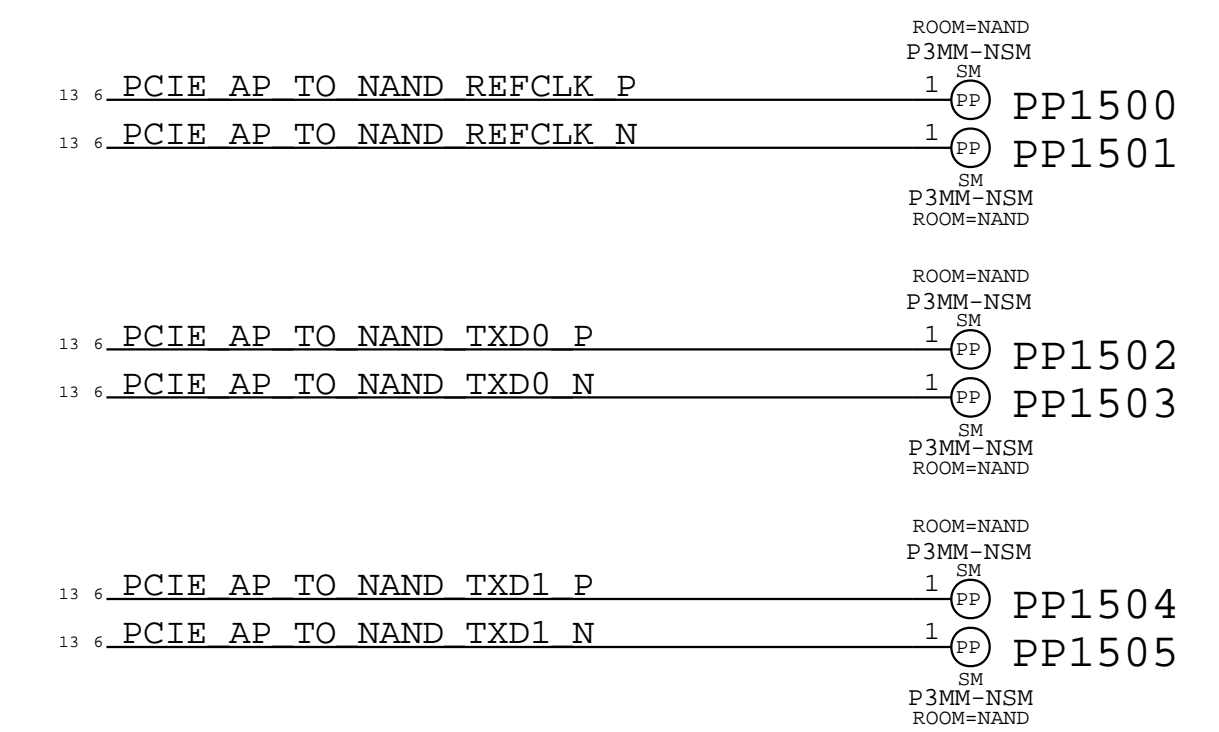 ROOM=NAND
P3MM-NSM
SM
13 6 PCIE_AP_TO_NAND_REFCLK_P 1 PP PP1500
13 6 PCIE_AP_TO_NAND_REFCLK_N 1 PP PP1501
SM
P3MM-NSM
ROOM=NAND
ROOM=NAND
P3MM-NSM
SM
13 6 PCIE_AP_TO_NAND_TXD0_P 1 PP PP1502
13 6 PCIE_AP_TO_NAND_TXD0_N 1 PP PP1503
SM
P3MM-NSM
ROOM=NAND
ROOM=NAND
P3MM-NSM
SM
13 6 PCIE_AP_TO_NAND_TXD1_P 1 PP PP1504
13 6 PCIE_AP_TO_NAND_TXD1_N 1 PP PP1505
SM
P3MM-NSM
ROOM=NAND